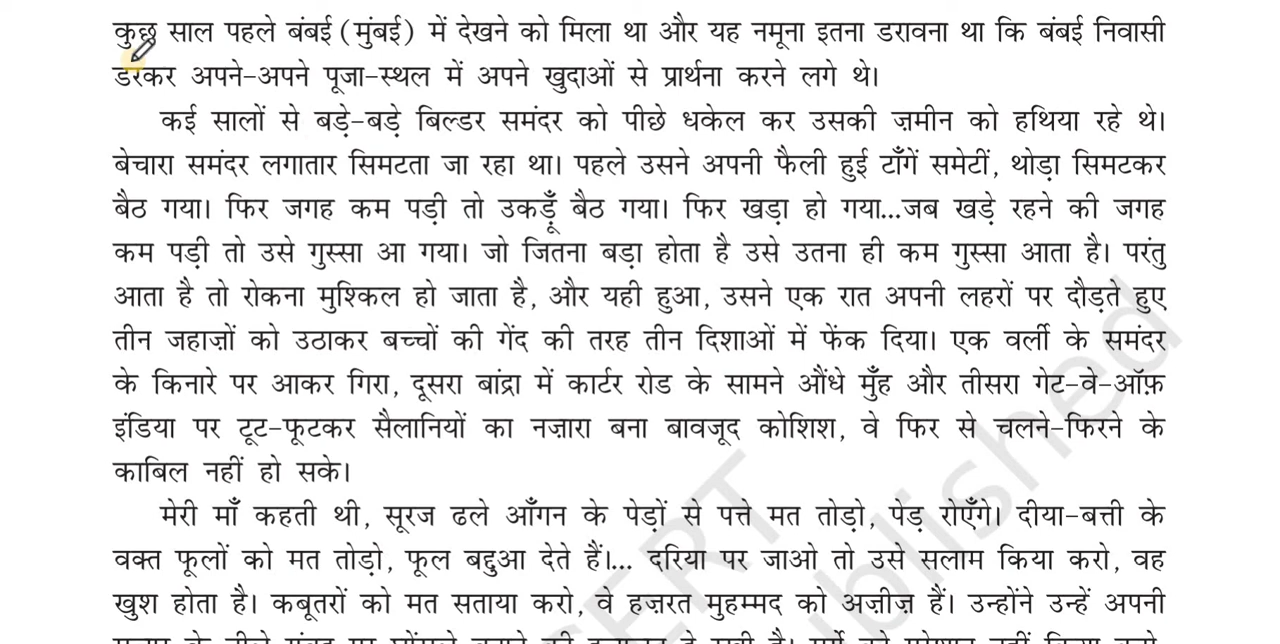 कुछ साल पहले बंबई (मुंबई) में देखने को मिला था और यह नमूना इतना डरावना था कि बंबई निवासी
डरकर अपने-अपने पूजा-स्थल में अपने खुदाओं से प्रार्थना करने लगे थे।
कई सालों से बड़े-बड़े बिल्डर समंदर को पीछे धकेल कर उसकी ज़मीन को हथिया रहे थे।
बेचारा समंदर लगातार सिमटता जा रहा था। पहले उसने अपनी फैली हुई टाँगें समेटीं, थोड़ा सिमटकर
बैठ गया। फिर जगह कम पड़ी तो उकड़ूँ बैठ गया। फिर खड़ा हो गया...जब खड़े रहने की जगह
कम पड़ी तो उसे गुस्सा आ गया। जो जितना बड़ा होता है उसे उतना ही कम गुस्सा आता है। परंतु
आता है तो रोकना मुश्किल हो जाता है, और यही हुआ, उसने एक रात अपनी लहरों पर दौड़ते हुए
तीन जहाज़ों को उठाकर बच्चों की गेंद की तरह तीन दिशाओं में फेंक दिया। एक वर्ली के समंदर
के किनारे पर आकर गिरा, दूसरा बांद्रा में कार्टर रोड के सामने औंधे मुँह और तीसरा गेट-वे-ऑफ़
इंडिया पर टूट-फूटकर सैलानियों का नज़ारा बना बावजूद कोशिश, वे फिर से चलने-फिरने के
काबिल नहीं हो सके।
मेरी माँ कहती थी, सूरज ढले आँगन के पेड़ों से पत्ते मत तोड़ो, पेड़ रोएँगे। दीया-बत्ती के
वक्त फूलों को मत तोड़ो, फूल बद्दुआ देते हैं।... दरिया पर जाओ तो उसे सलाम किया करो, वह
खुश होता है। कबूतरों को मत सताया करो, वे हज़रत मुहम्मद को अज़ीज़ हैं। उन्होंने उन्हें अपनी